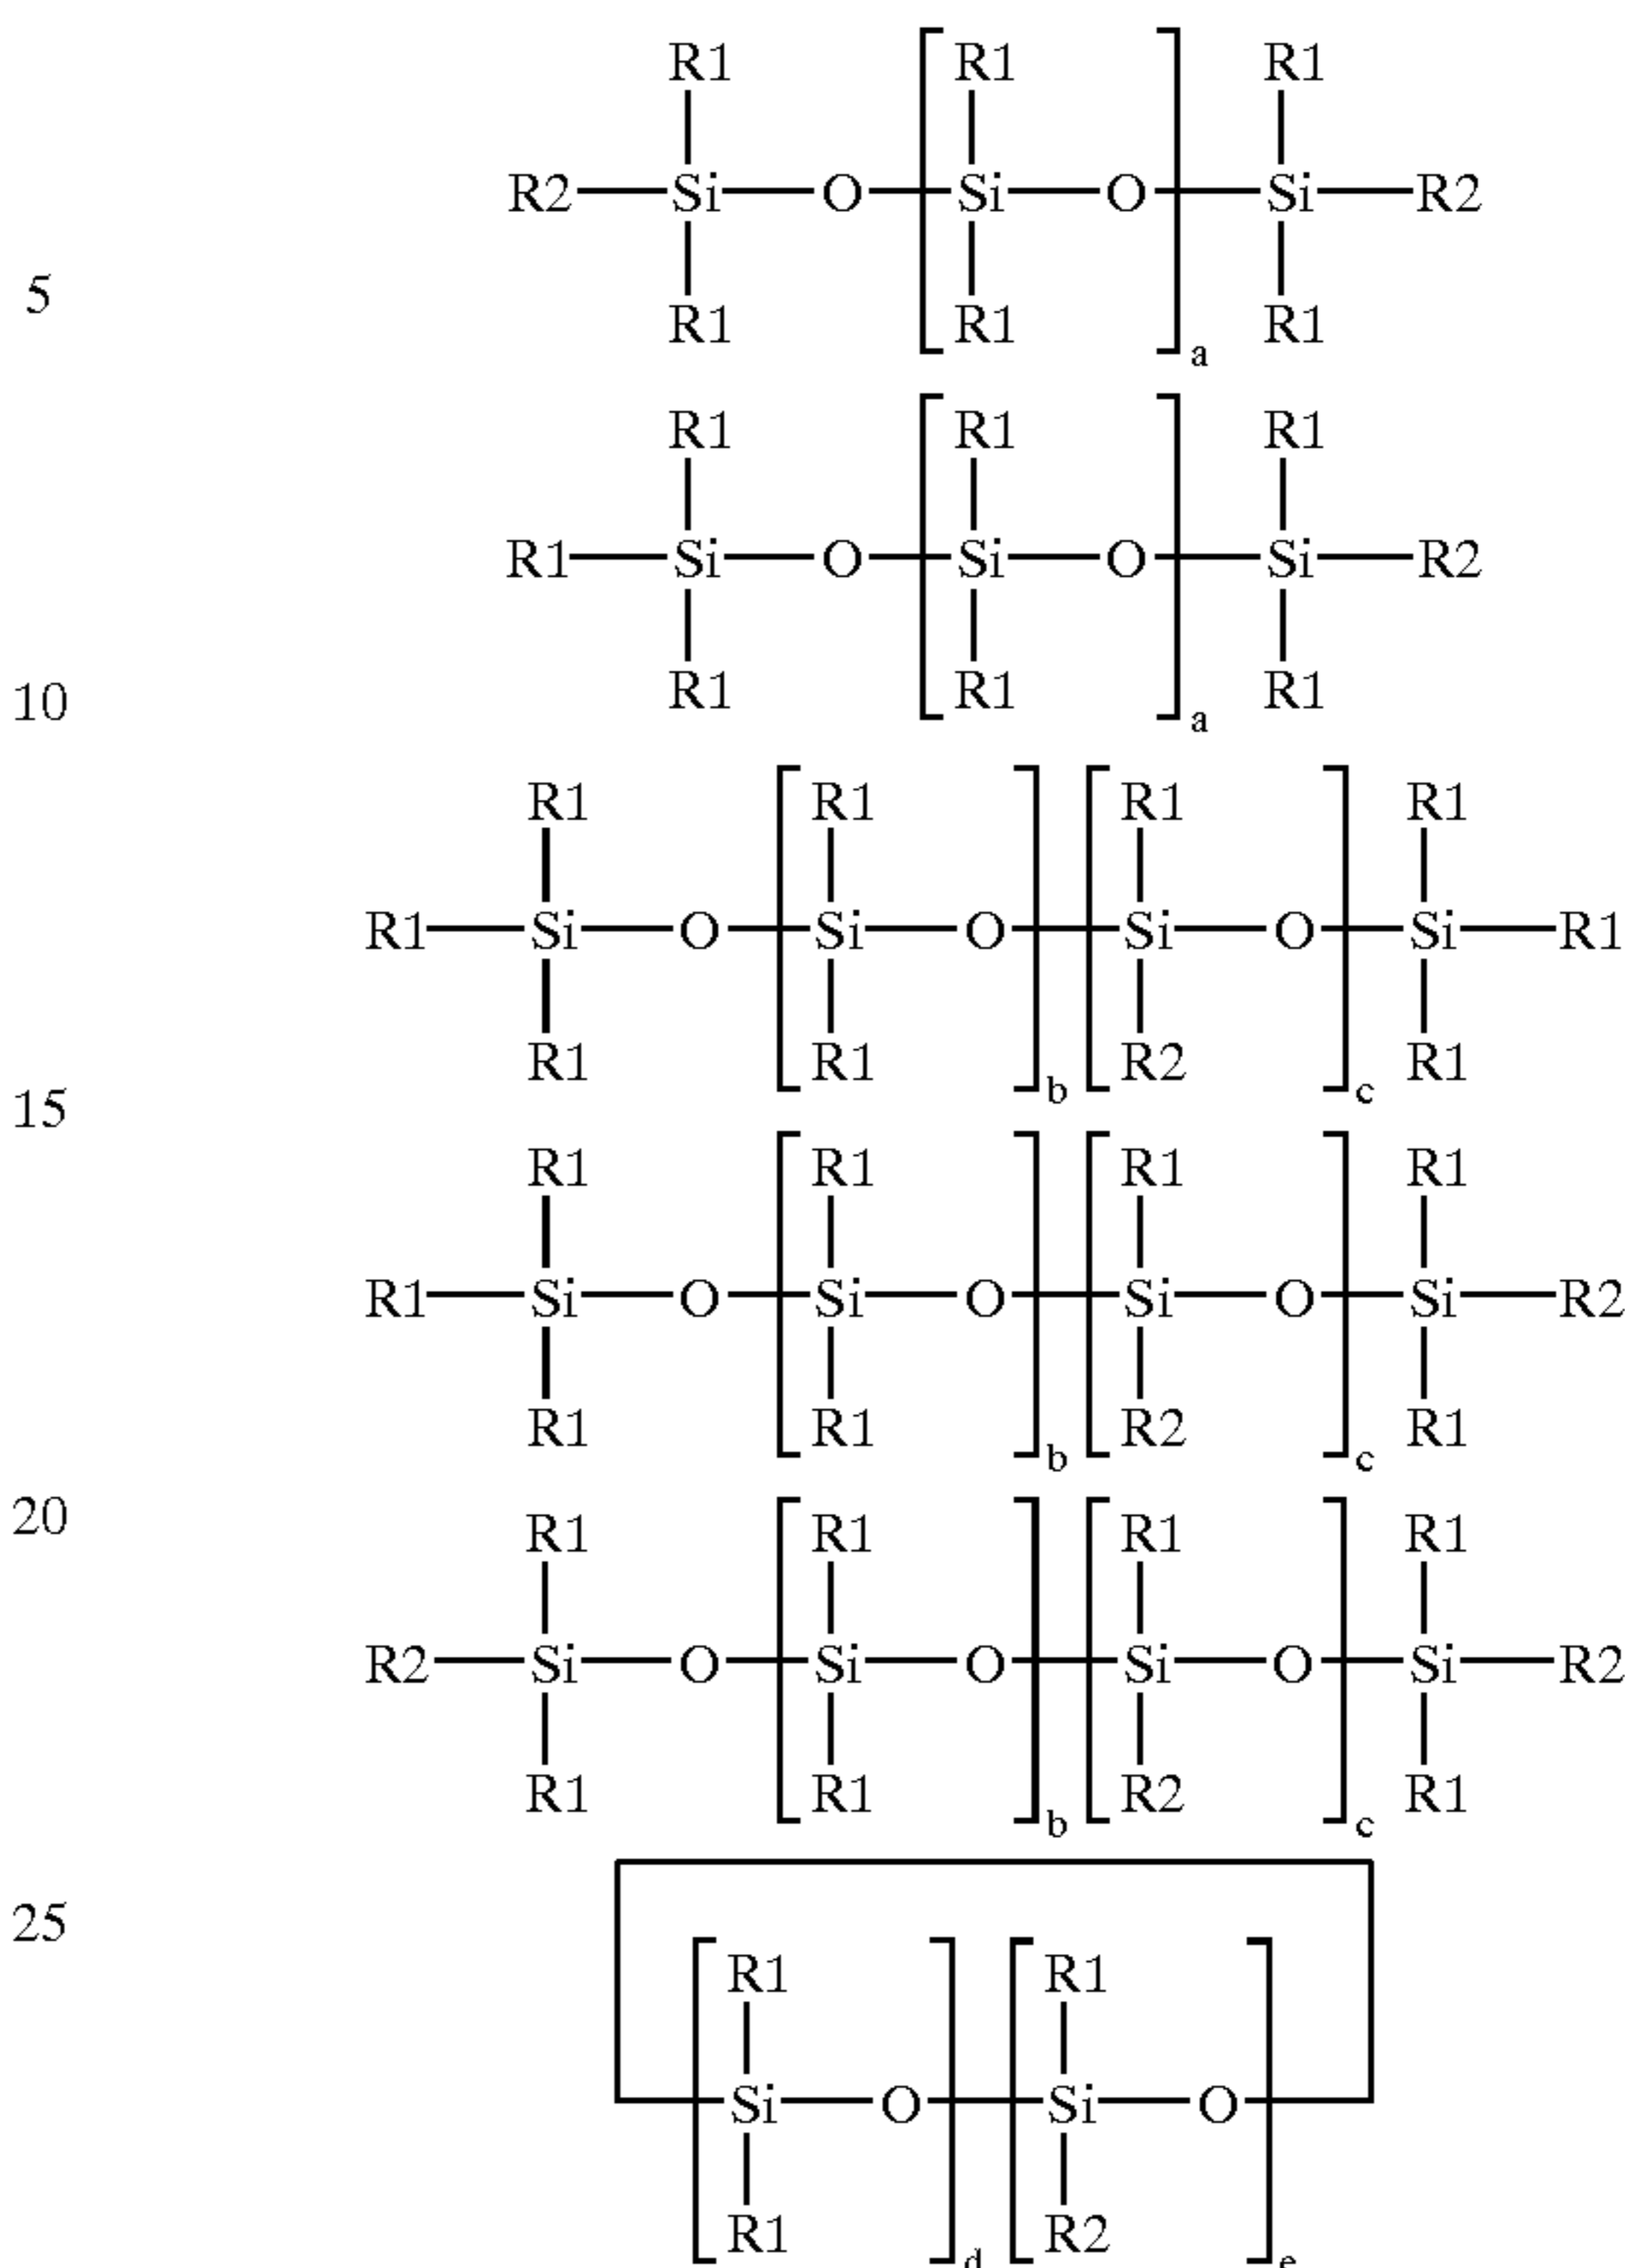 R1 R1 R1
R2 Si O Si O Si R2
5
R1 R1 R1
a
R1 R1 R1
R1 Si O Si O Si R2
10
R1 R1 R1
a
R1 R1 R1 R1
R1 Si O Si O Si O Si R1
R1 R1 R2 R1
b c
15
R1 R1 R1 R1
R1 Si O Si O Si O Si R2
R1 R1 R2 R1
b c
20
R1 R1 R1 R1
R2 Si O Si O Si O Si R2
R1 R1 R2 R1
b c
25
R1 R1
Si O Si O
R1 R2
d e